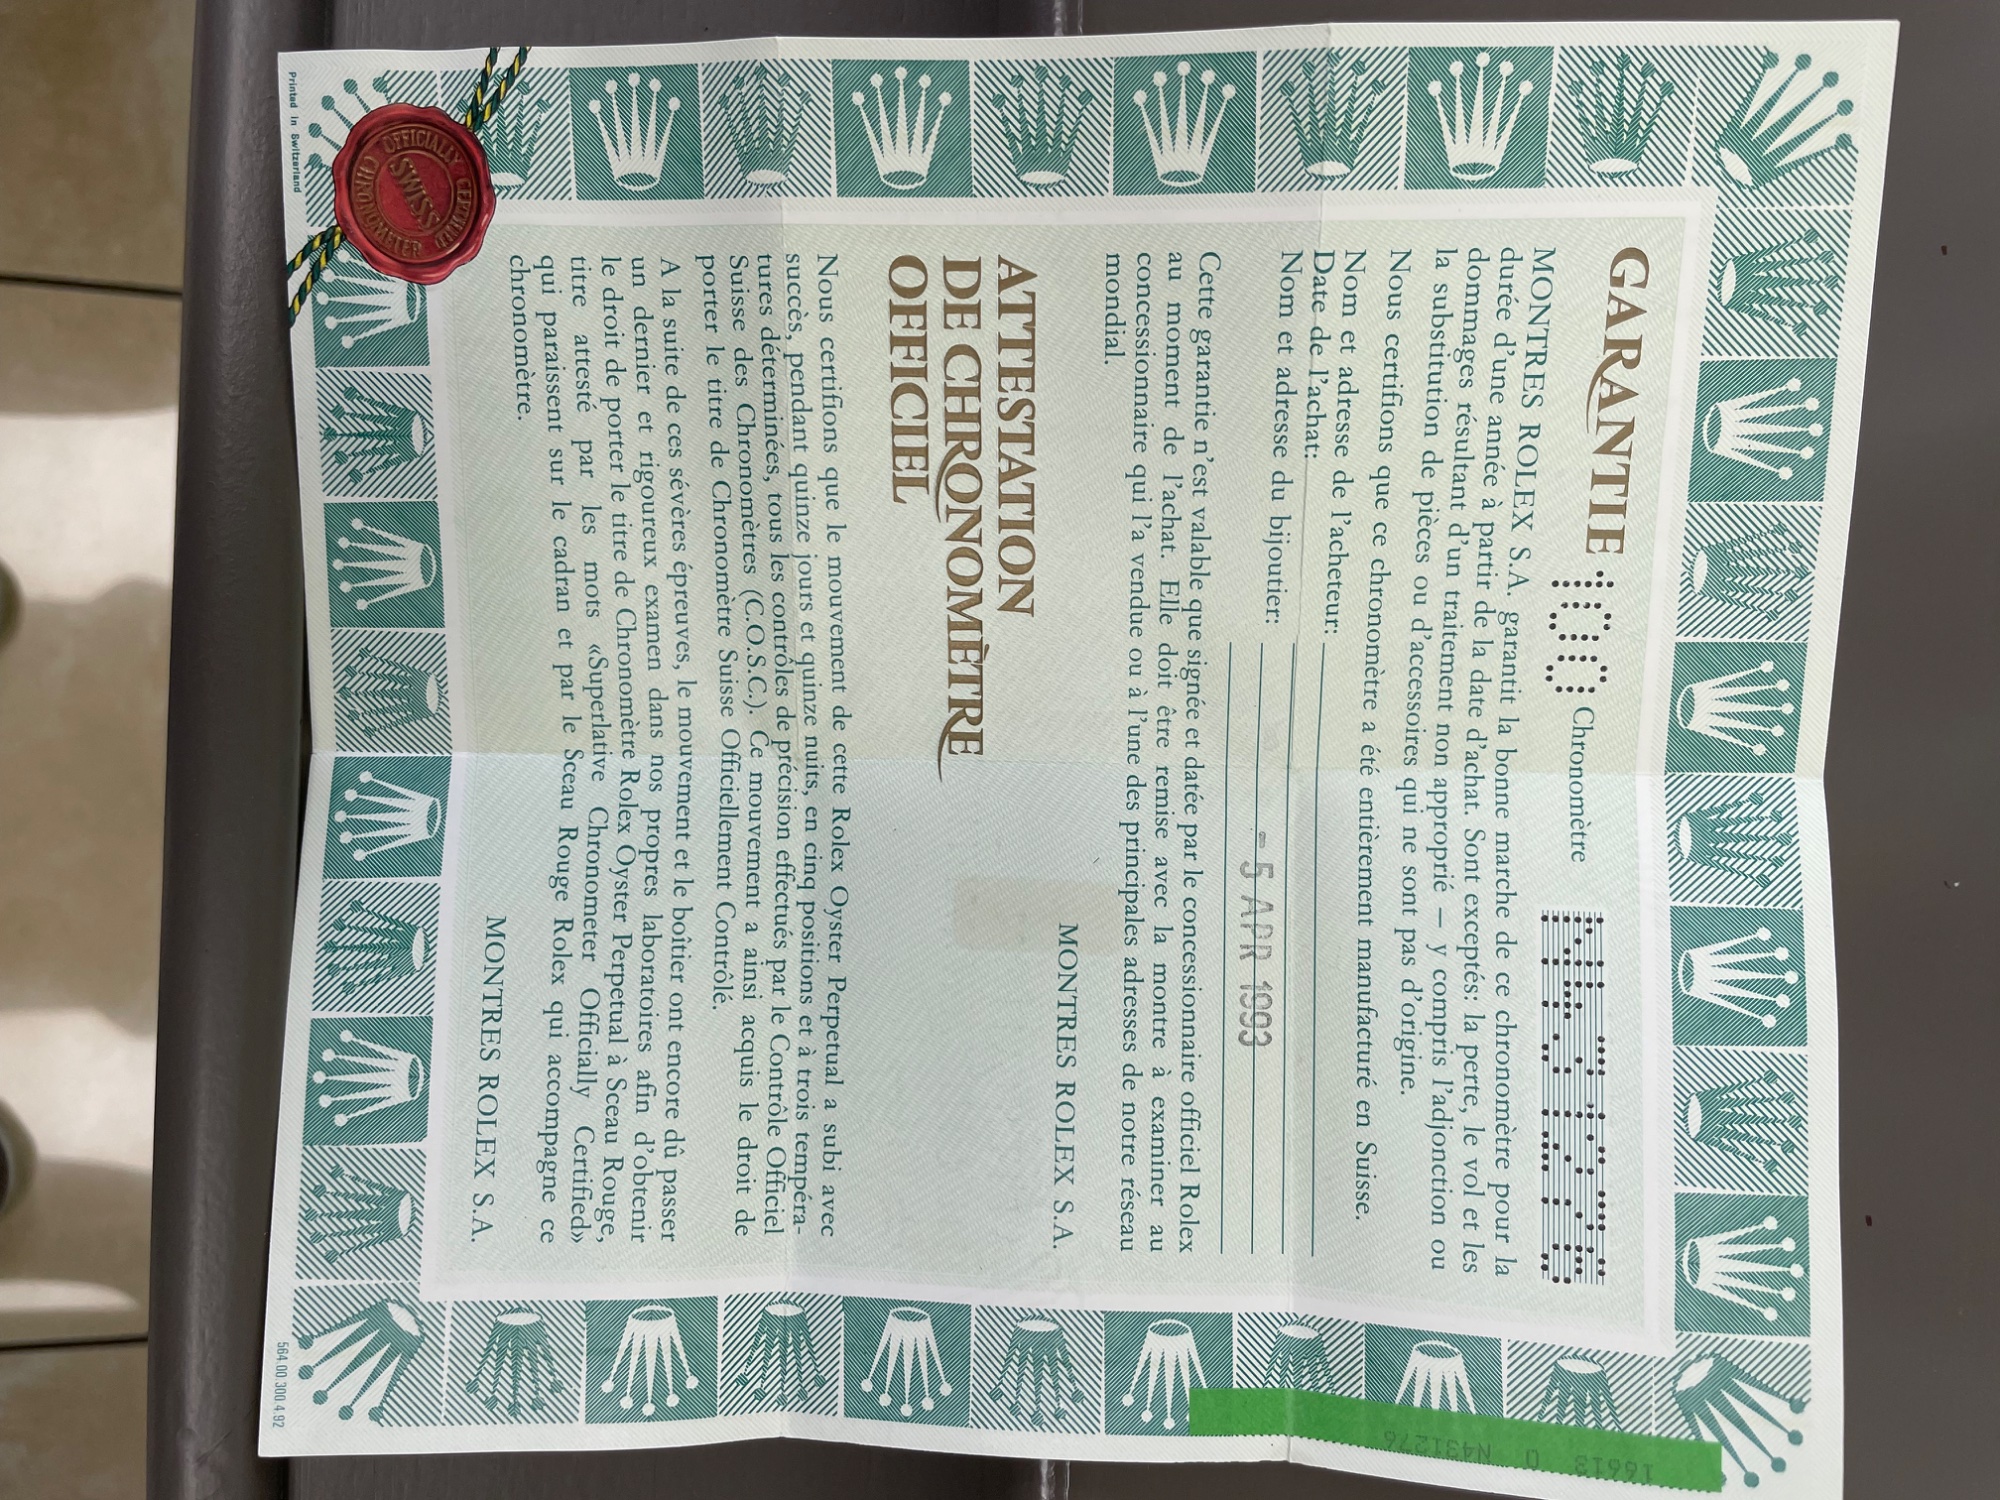 GARANTIE 100 Chronomètre N431276
MONTRES ROLEX S.A. garantit la bonne marche de ce chronomètre pour la
durée d'une année à partir de la date d'achat. Sont exceptés: la perte, le vol et les
dommages résultant d'un traitement non approprié – y compris l'adjonction ou
la substitution de pièces ou d'accessoires qui ne sont pas d'origine.
Nous certifions que ce chronomètre a été entièrement manufacturé en Suisse.
Nom et adresse de l'acheteur:
Date de l'achat:
Nom et adresse du bijoutier:
- 5 APR 1993
Cette garantie n'est valable que signée et datée par le concessionnaire officiel Rolex
au moment de l'achat. Elle doit être remise avec la montre à examiner au
concessionnaire qui l'a vendue ou à l'une des principales adresses de notre réseau
mondial.
MONTRES ROLEX S.A.
ATTESTATION
DE CHRONOMÈTRE
OFFICIEL
Nous certifions que le mouvement de cette Rolex Oyster Perpetual a subi avec
succès, pendant quinze jours et quinze nuits, en cinq positions et à trois tempéra-
tures déterminées, tous les contrôles de précision effectués par le Contrôle Officiel
Suisse des Chronomètres (C.O.S.C.). Ce mouvement a ainsi acquis le droit de
porter le titre de Chronomètre Suisse Officiellement Contrôlé.
A la suite de ces sévères épreuves, le mouvement et le boîtier ont encore dû passer
un dernier et rigoureux examen dans nos propres laboratoires afin d'obtenir
le droit de porter le titre de Chronomètre Rolex Oyster Perpetual à Sceau Rouge,
titre attesté par les mots «Superlative Chronometer Officially Certified»
qui paraissent sur le cadran et par le Sceau Rouge Rolex qui accompagne ce
chronomètre.
MONTRES ROLEX S.A.
OFFICIALLY CERTIFIED
SWISS
CHRONOMETER
Printed in Switzerland
564.00.300.4.92
16613 0 N431276